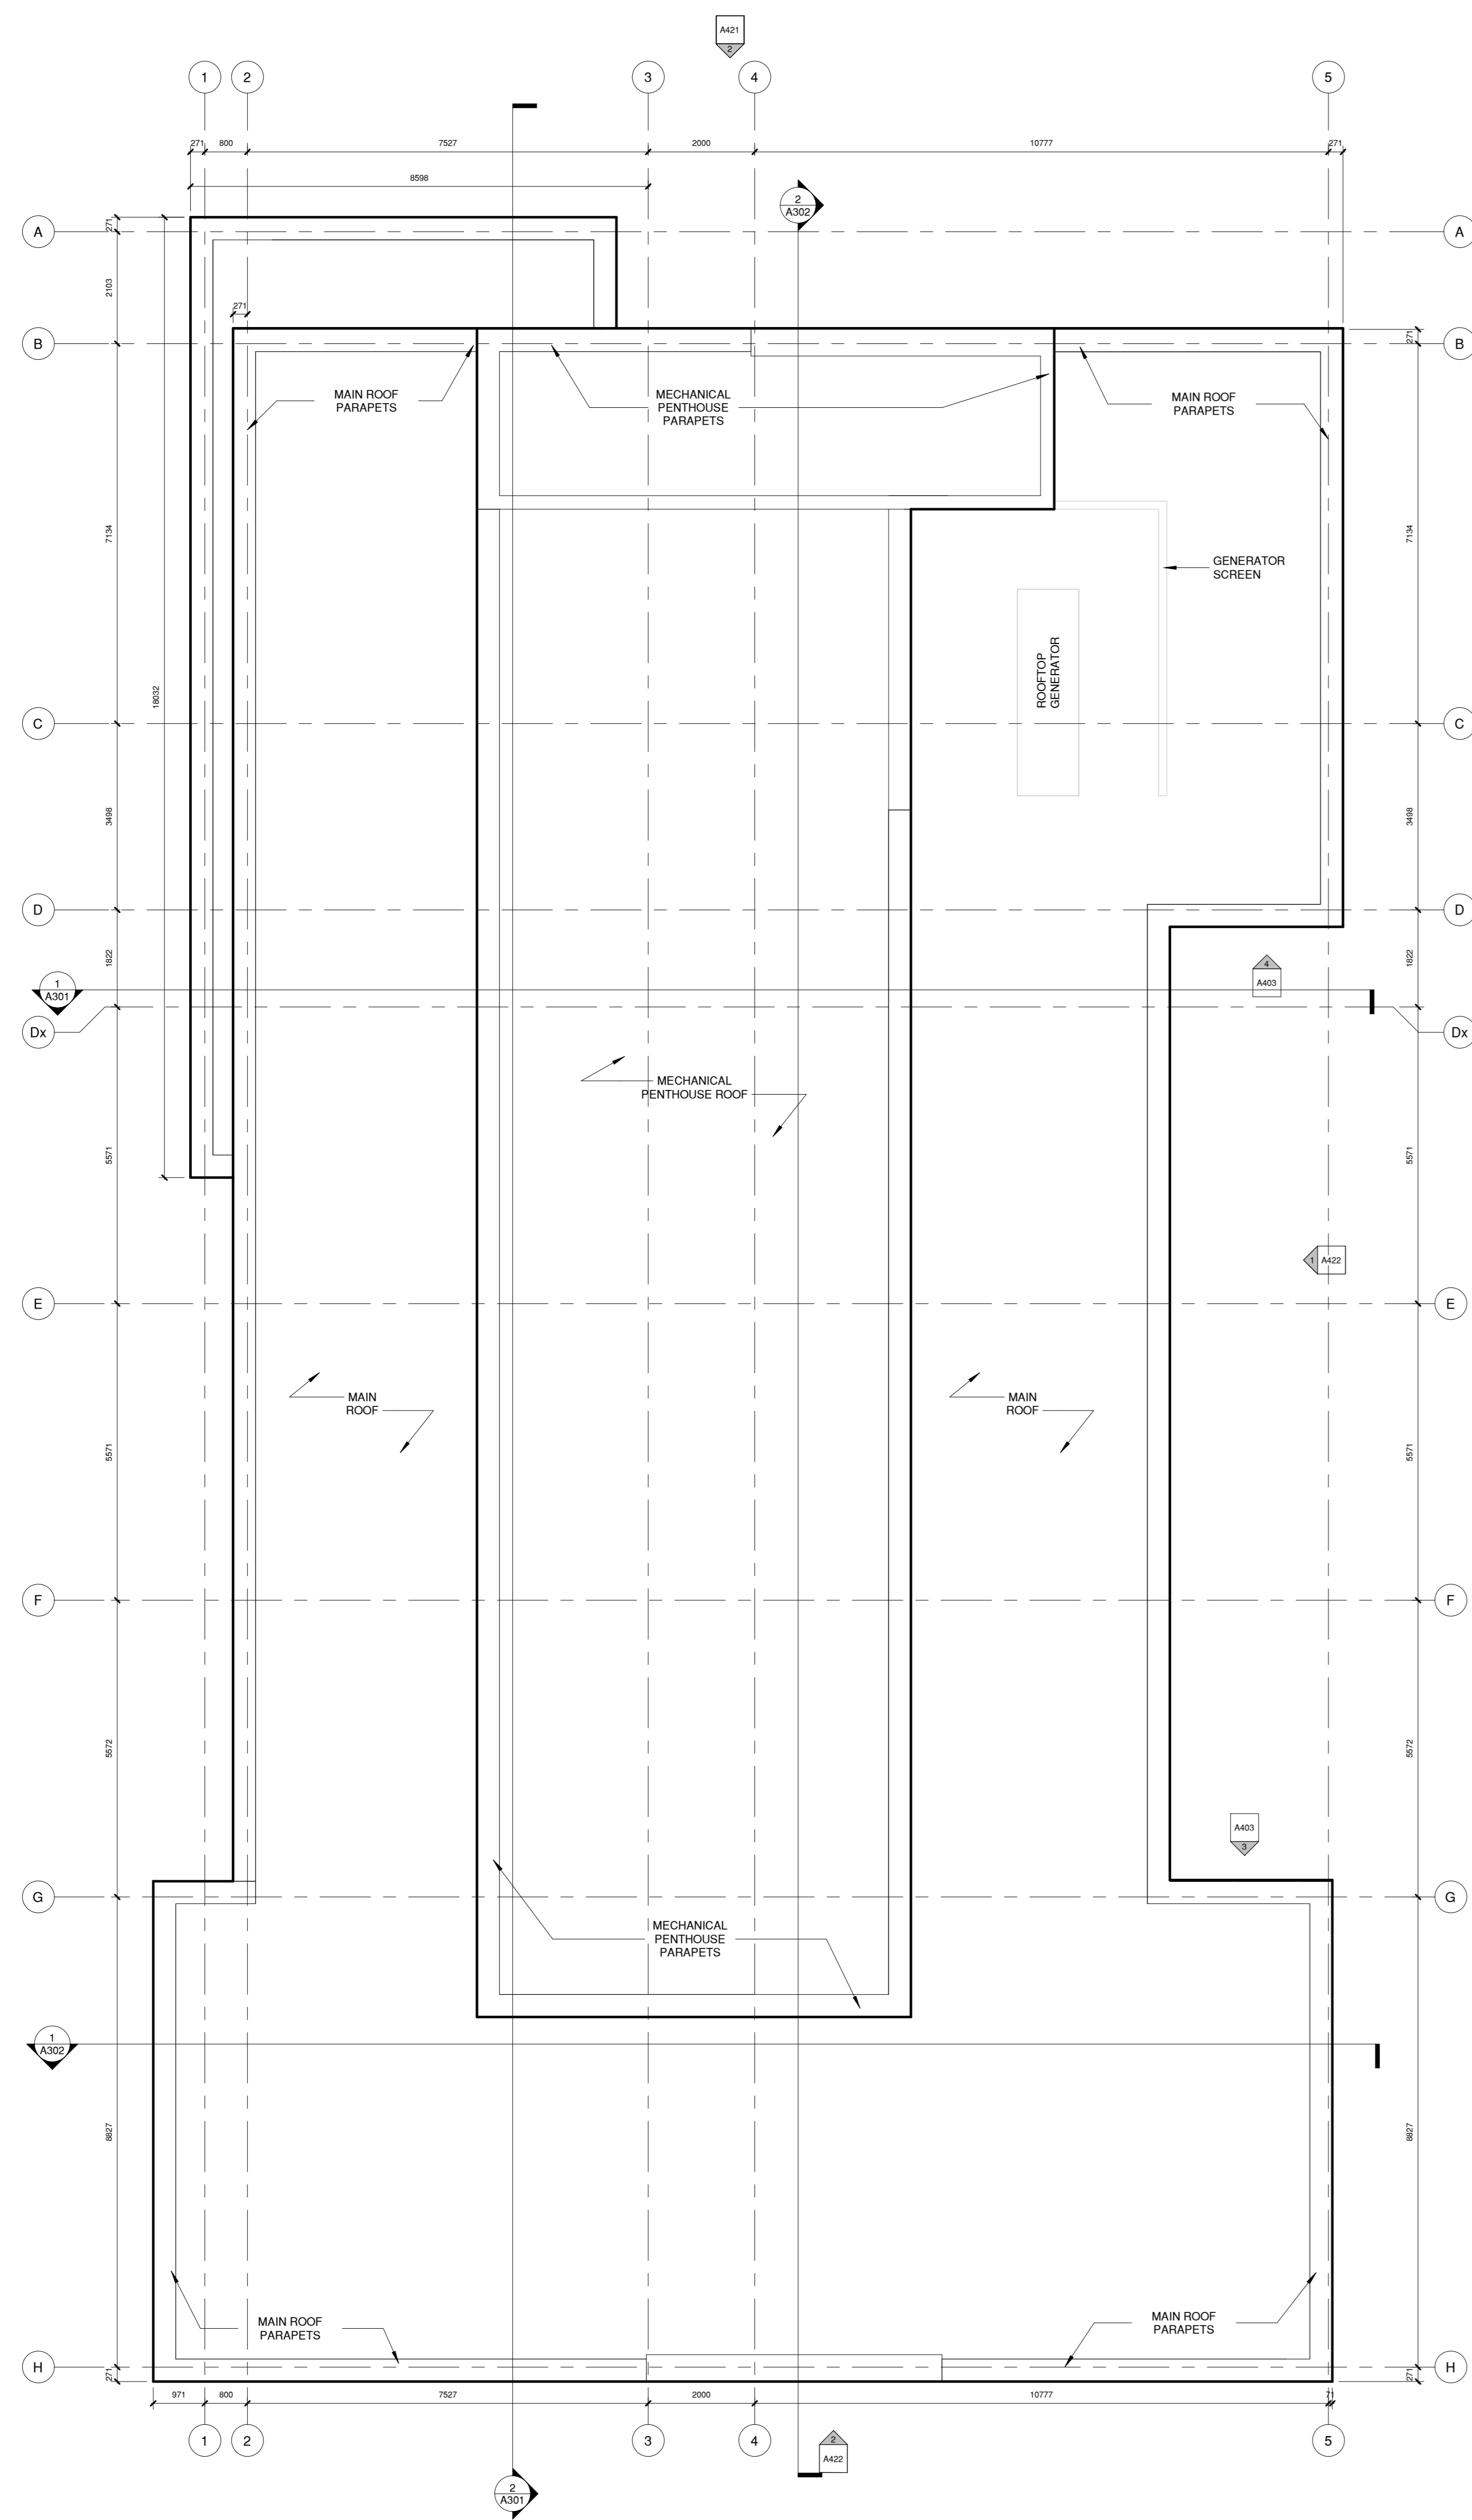 A421
2
1
2
3
4
5
271
800
7527
2000
10777
271
8598
2
A302
A
A
271
2103
271
B
B
271
MAIN ROOF
PARAPETS
MECHANICAL
PENTHOUSE
PARAPETS
MAIN ROOF
PARAPETS
7134
7134
GENERATOR
SCREEN
ROOFTOP
GENERATOR
18032
C
C
3498
3498
D
D
1822
1822
4
A403
1
A301
Dx
Dx
MECHANICAL
PENTHOUSE ROOF
5571
5571
1
A422
E
E
MAIN
ROOF
MAIN
ROOF
5571
5571
F
F
5572
5572
A403
3
G
G
MECHANICAL
PENTHOUSE
PARAPETS
1
A302
8827
8827
MAIN ROOF
PARAPETS
MAIN ROOF
PARAPETS
H
H
271
271
971
800
7527
2000
10777
71
1
2
3
4
5
2
A422
2
A301